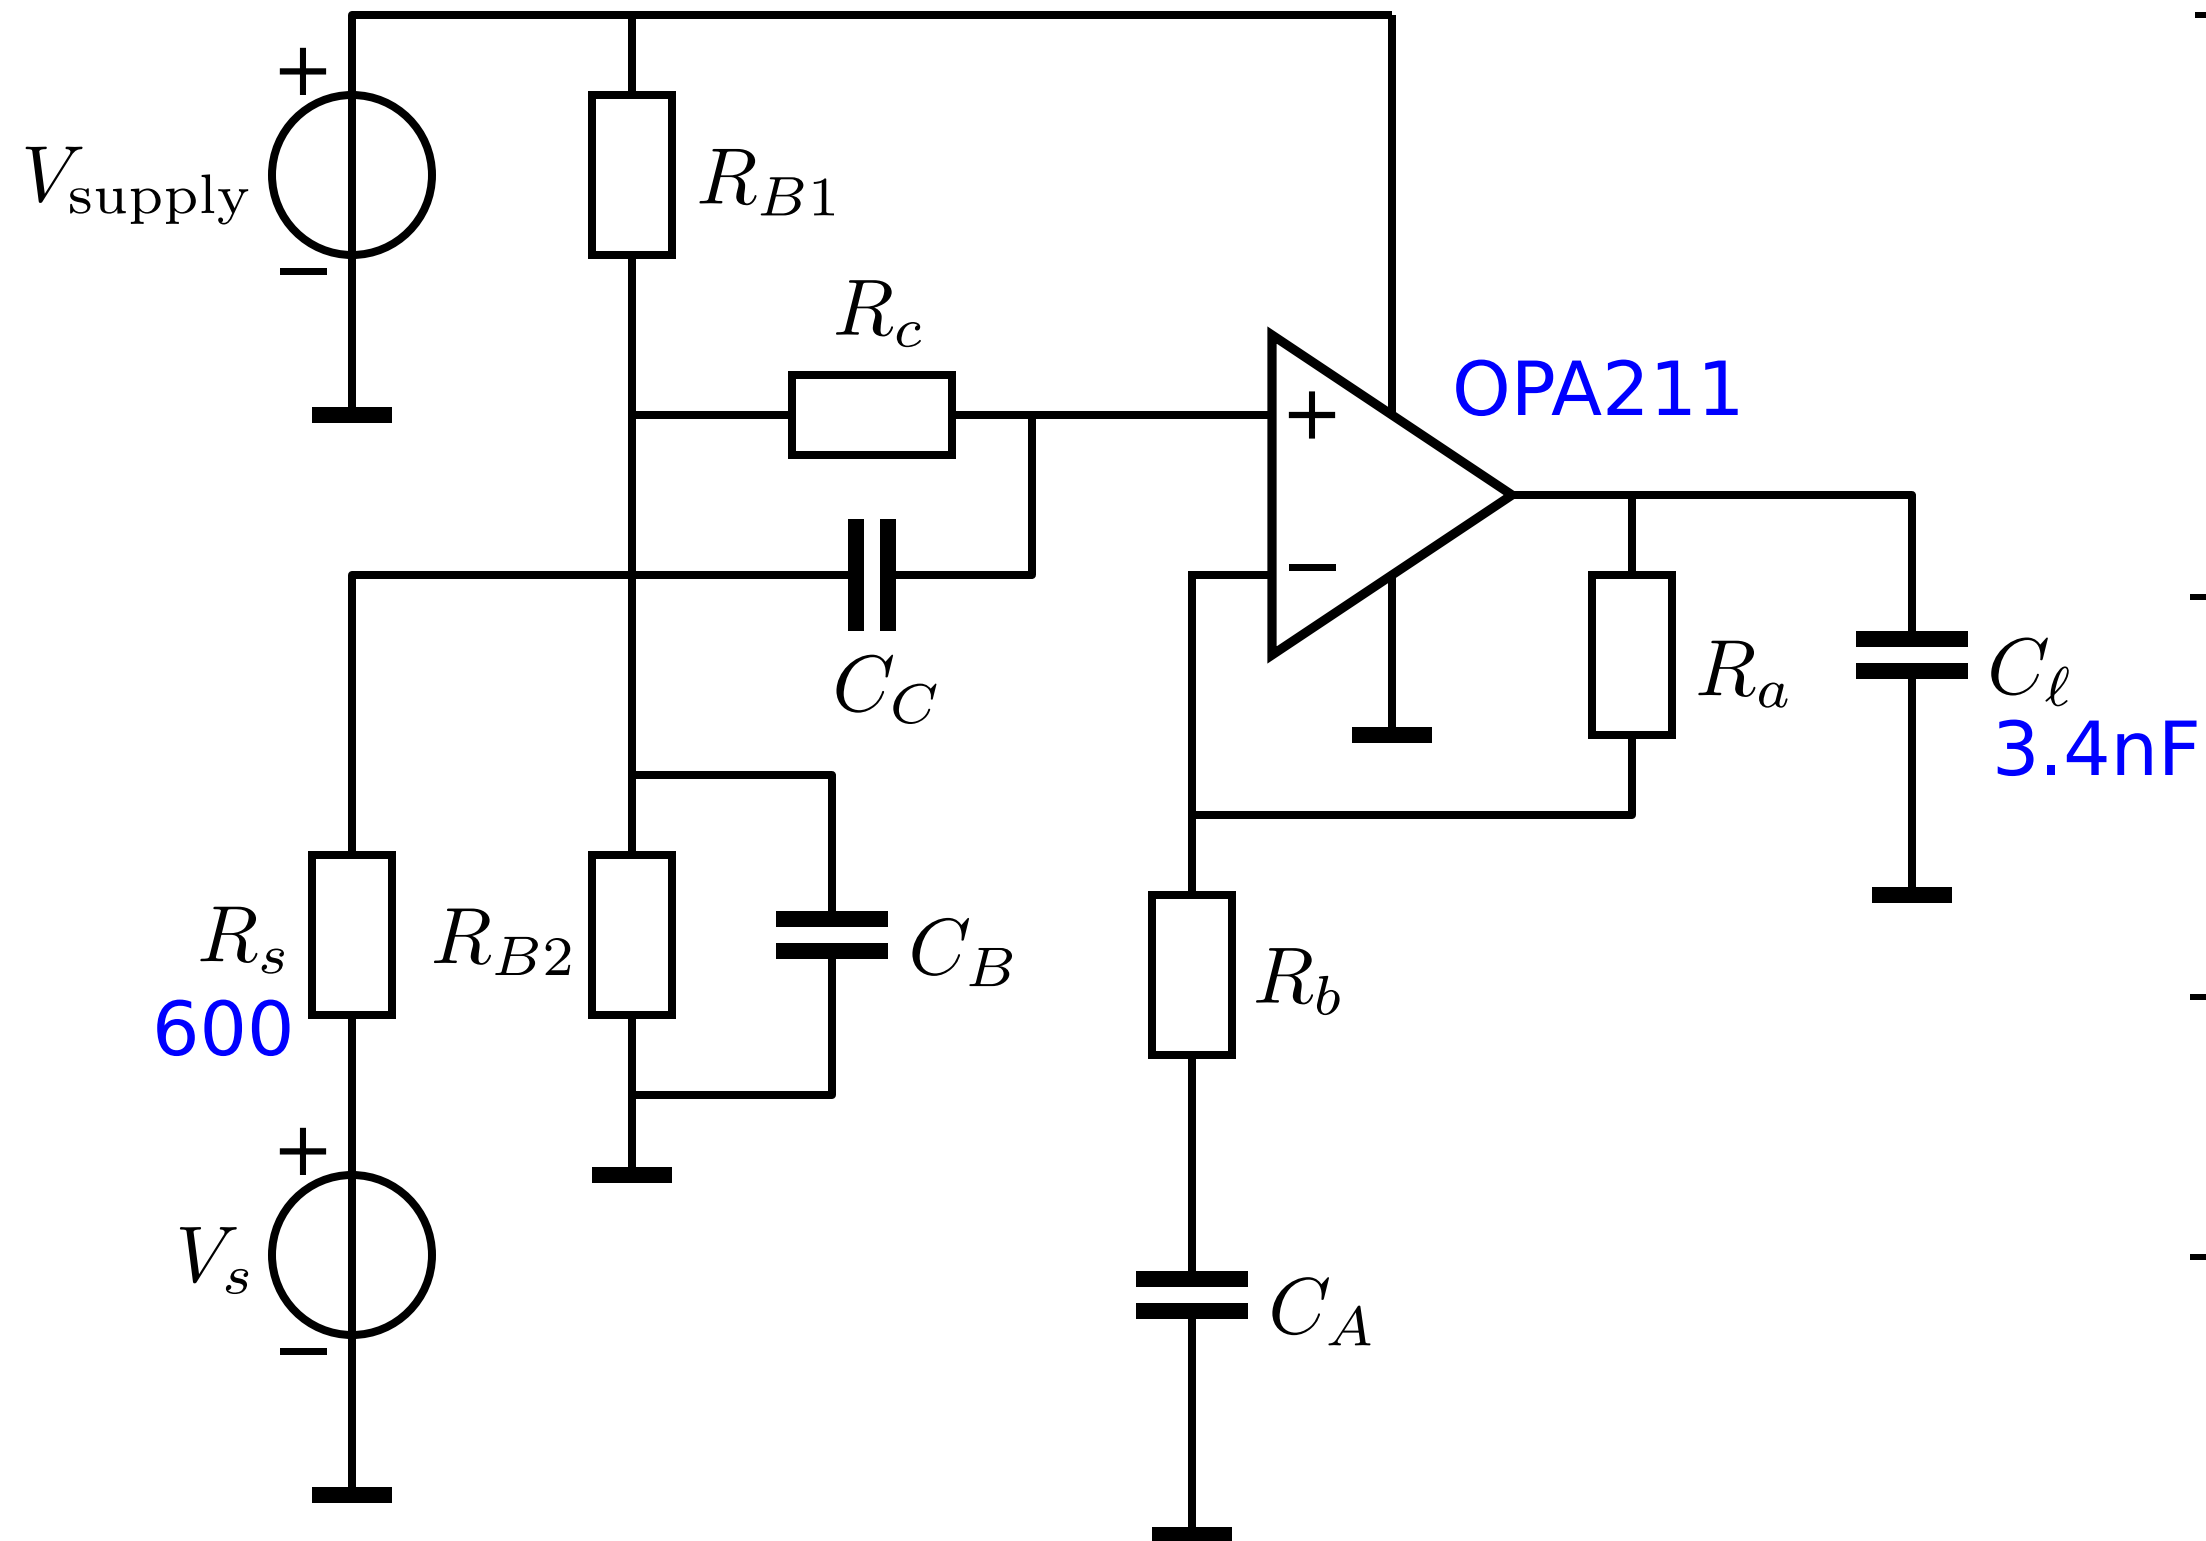 +
V_supply
−
R_B1
R_c
+
OPA211
−
C_C
R_a
C_ℓ
3.4nF
R_s
600
R_B2
C_B
R_b
+
V_s
−
C_A